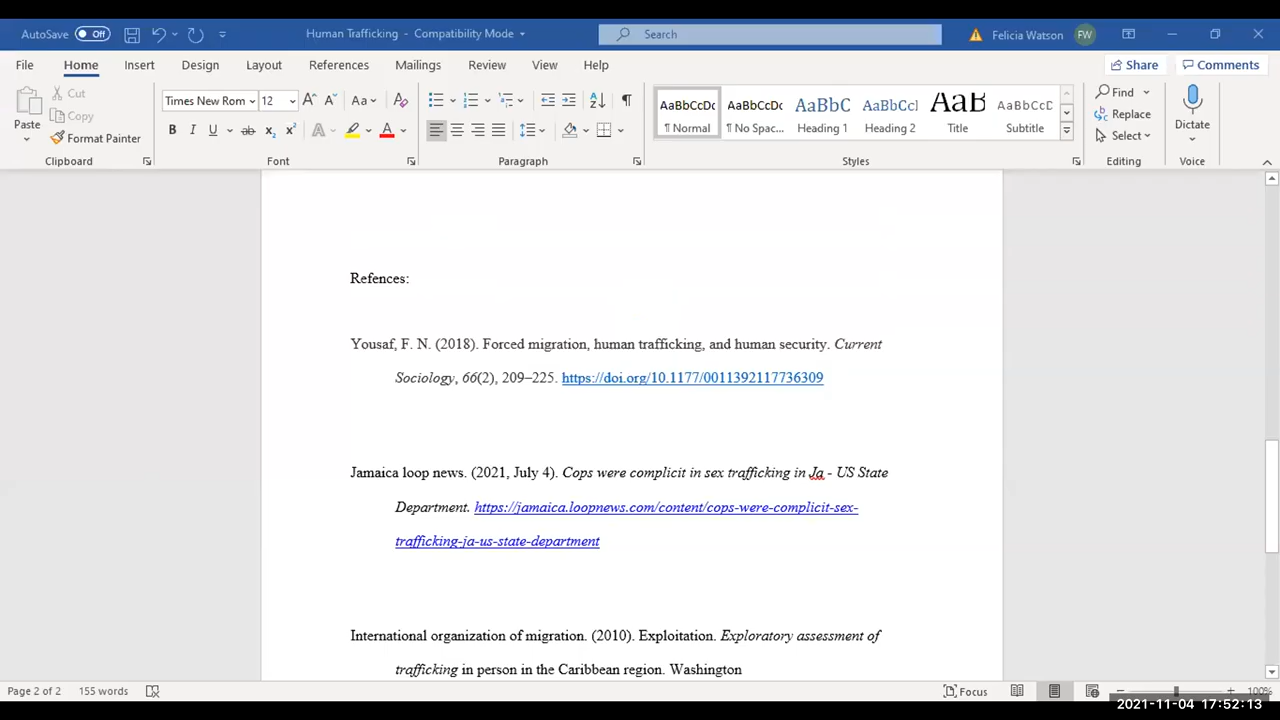 AutoSave Off Human Trafficking - Compatibility Mode Search Felicia Watson FW
File Home Insert Design Layout References Mailings Review View Help Share Comments
Paste Cut Copy Format Painter
Times New Rom 12 Aa
B I U ab x2 x2 A A
AaBbCcDc AaBbCcDc AaBbC AaBbCcI AaB AaBbCcD
¶ Normal ¶ No Spac... Heading 1 Heading 2 Title Subtitle
Find
Replace
Select
Dictate
Clipboard Font Paragraph Styles Editing Voice
Refences:
Yousaf, F. N. (2018). Forced migration, human trafficking, and human security. Current
Sociology, 66(2), 209–225. https://doi.org/10.1177/0011392117736309
Jamaica loop news. (2021, July 4). Cops were complicit in sex trafficking in Ja - US State
Department. https://jamaica.loopnews.com/content/cops-were-complicit-sex-
trafficking-ja-us-state-department
International organization of migration. (2010). Exploitation. Exploratory assessment of
trafficking in person in the Caribbean region. Washington
Page 2 of 2 155 words Focus 100%
2021-11-04 17:52:13